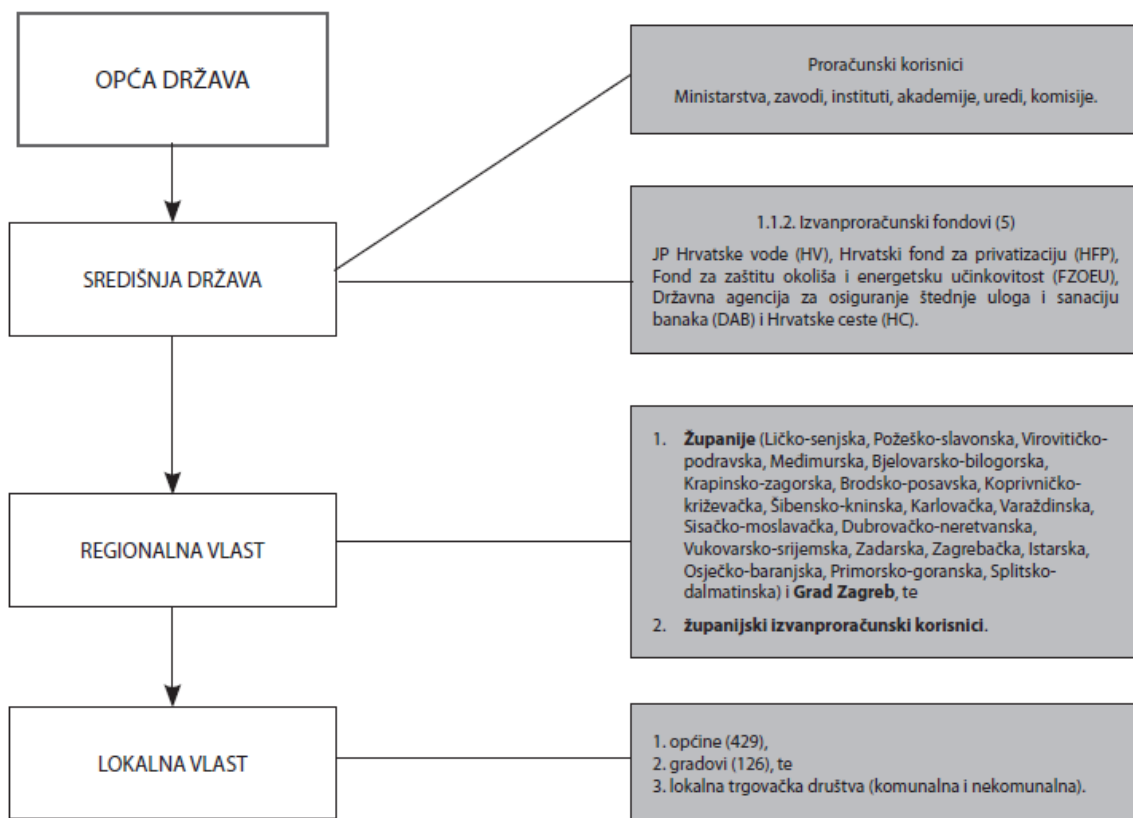 OPĆA DRŽAVA
Proračunski korisnici
Ministarstva, zavodi, instituti, akademije, uredi, komisije.
SREDIŠNJA DRŽAVA
1.1.2. Izvanproračunski fondovi (5)
JP Hrvatske vode (HV), Hrvatski fond za privatizaciju (HFP),
Fond za zaštitu okoliša i energetsku učinkovitost (FZOEU),
Državna agencija za osiguranje štednje uloga i sanaciju
banaka (DAB) i Hrvatske ceste (HC).
REGIONALNA VLAST
1. Županije (Ličko-senjska, Požeško-slavonska, Virovitičko-
podravska, Međimurska, Bjelovarsko-bilogorska,
Krapinsko-zagorska, Brodsko-posavska, Koprivničko-
križevačka, Šibensko-kninska, Karlovačka, Varaždinska,
Sisačko-moslavačka, Dubrovačko-neretvanska,
Vukovarsko-srijemska, Zadarska, Zagrebačka, Istarska,
Osječko-baranjska, Primorsko-goranska, Splitsko-
dalmatinska) i Grad Zagreb, te
2. županijski izvanproračunski korisnici.
LOKALNA VLAST
1. općine (429),
2. gradovi (126), te
3. lokalna trgovačka društva (komunalna i nekomunalna).